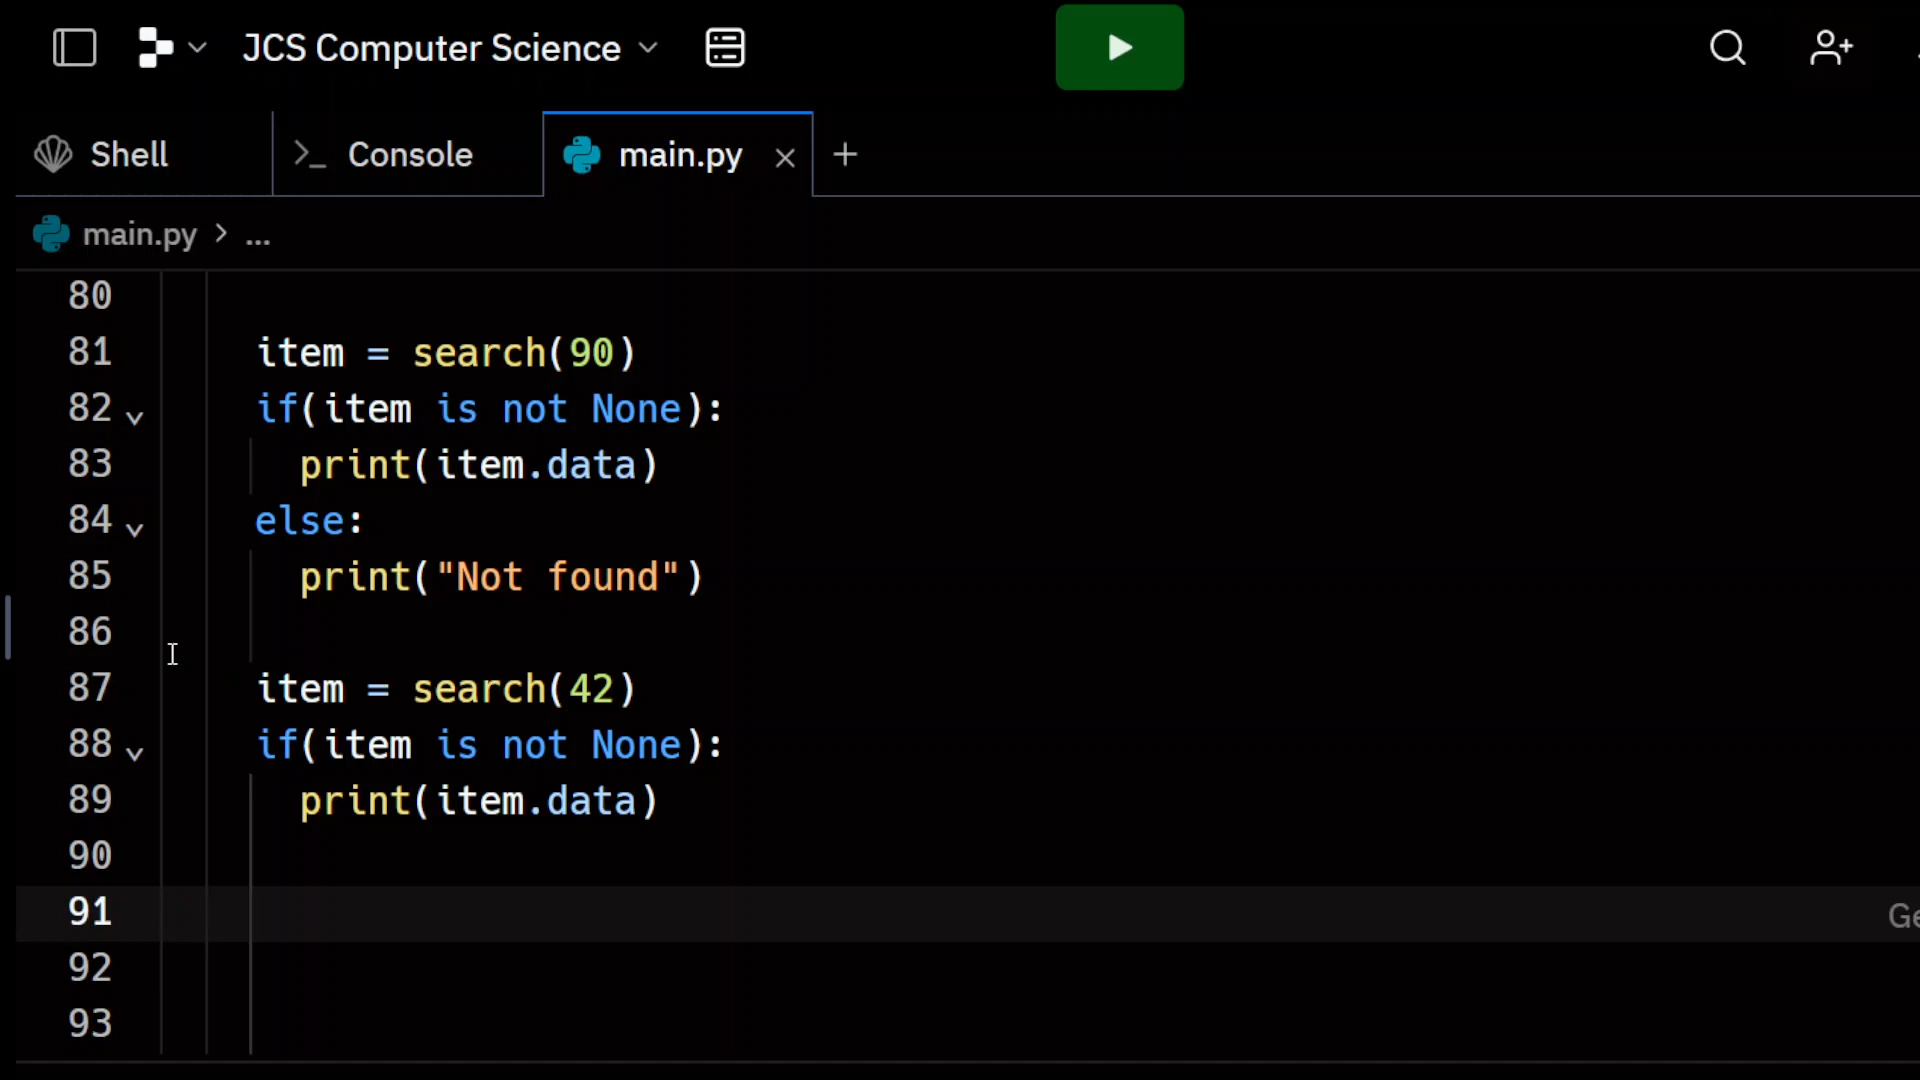 JCS Computer Science
Shell
Console
main.py
main.py > ...
80
81 item = search(90)
82 if(item is not None):
83 print(item.data)
84 else:
85 print("Not found")
86
87 item = search(42)
88 if(item is not None):
89 print(item.data)
90
91 Ge
92
93